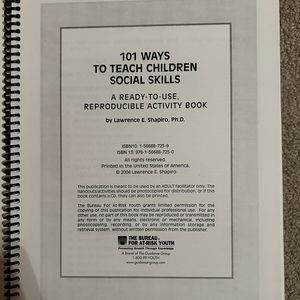 101 WAYS
TO TEACH CHILDREN
SOCIAL SKILLS
A READY-TO-USE,
REPRODUCIBLE ACTIVITY BOOK
by Lawrence E. Shapiro, Ph.D.
ISBN10: 1-56688-725-9
ISBN 13: 978-1-56688-725-0
All rights reserved.
Printed in the United States of America.
© 2004 Lawrence E. Shapiro
This publication is meant to be used by an ADULT facilitator only. The
handouts/activities should be photocopied for distribution, or if this
book contains a CD, they can also be printed.
The Bureau For At-Risk Youth grants limited permission for the
copying of this publication for individual professional use. For any
other use, no part of this may be reproduced or transmitted in
any form or by any means, electronic or mechanical, including
photocopying, recording, or by any information storage and
retrieval system, without written permission from the publisher.
THE BUREAU
FOR AT-RISK YOUTH
Promoting Growth Through Knowledge
A Brand of The Guidance Group
1-800-99-YOUTH
www.guidance-group.com